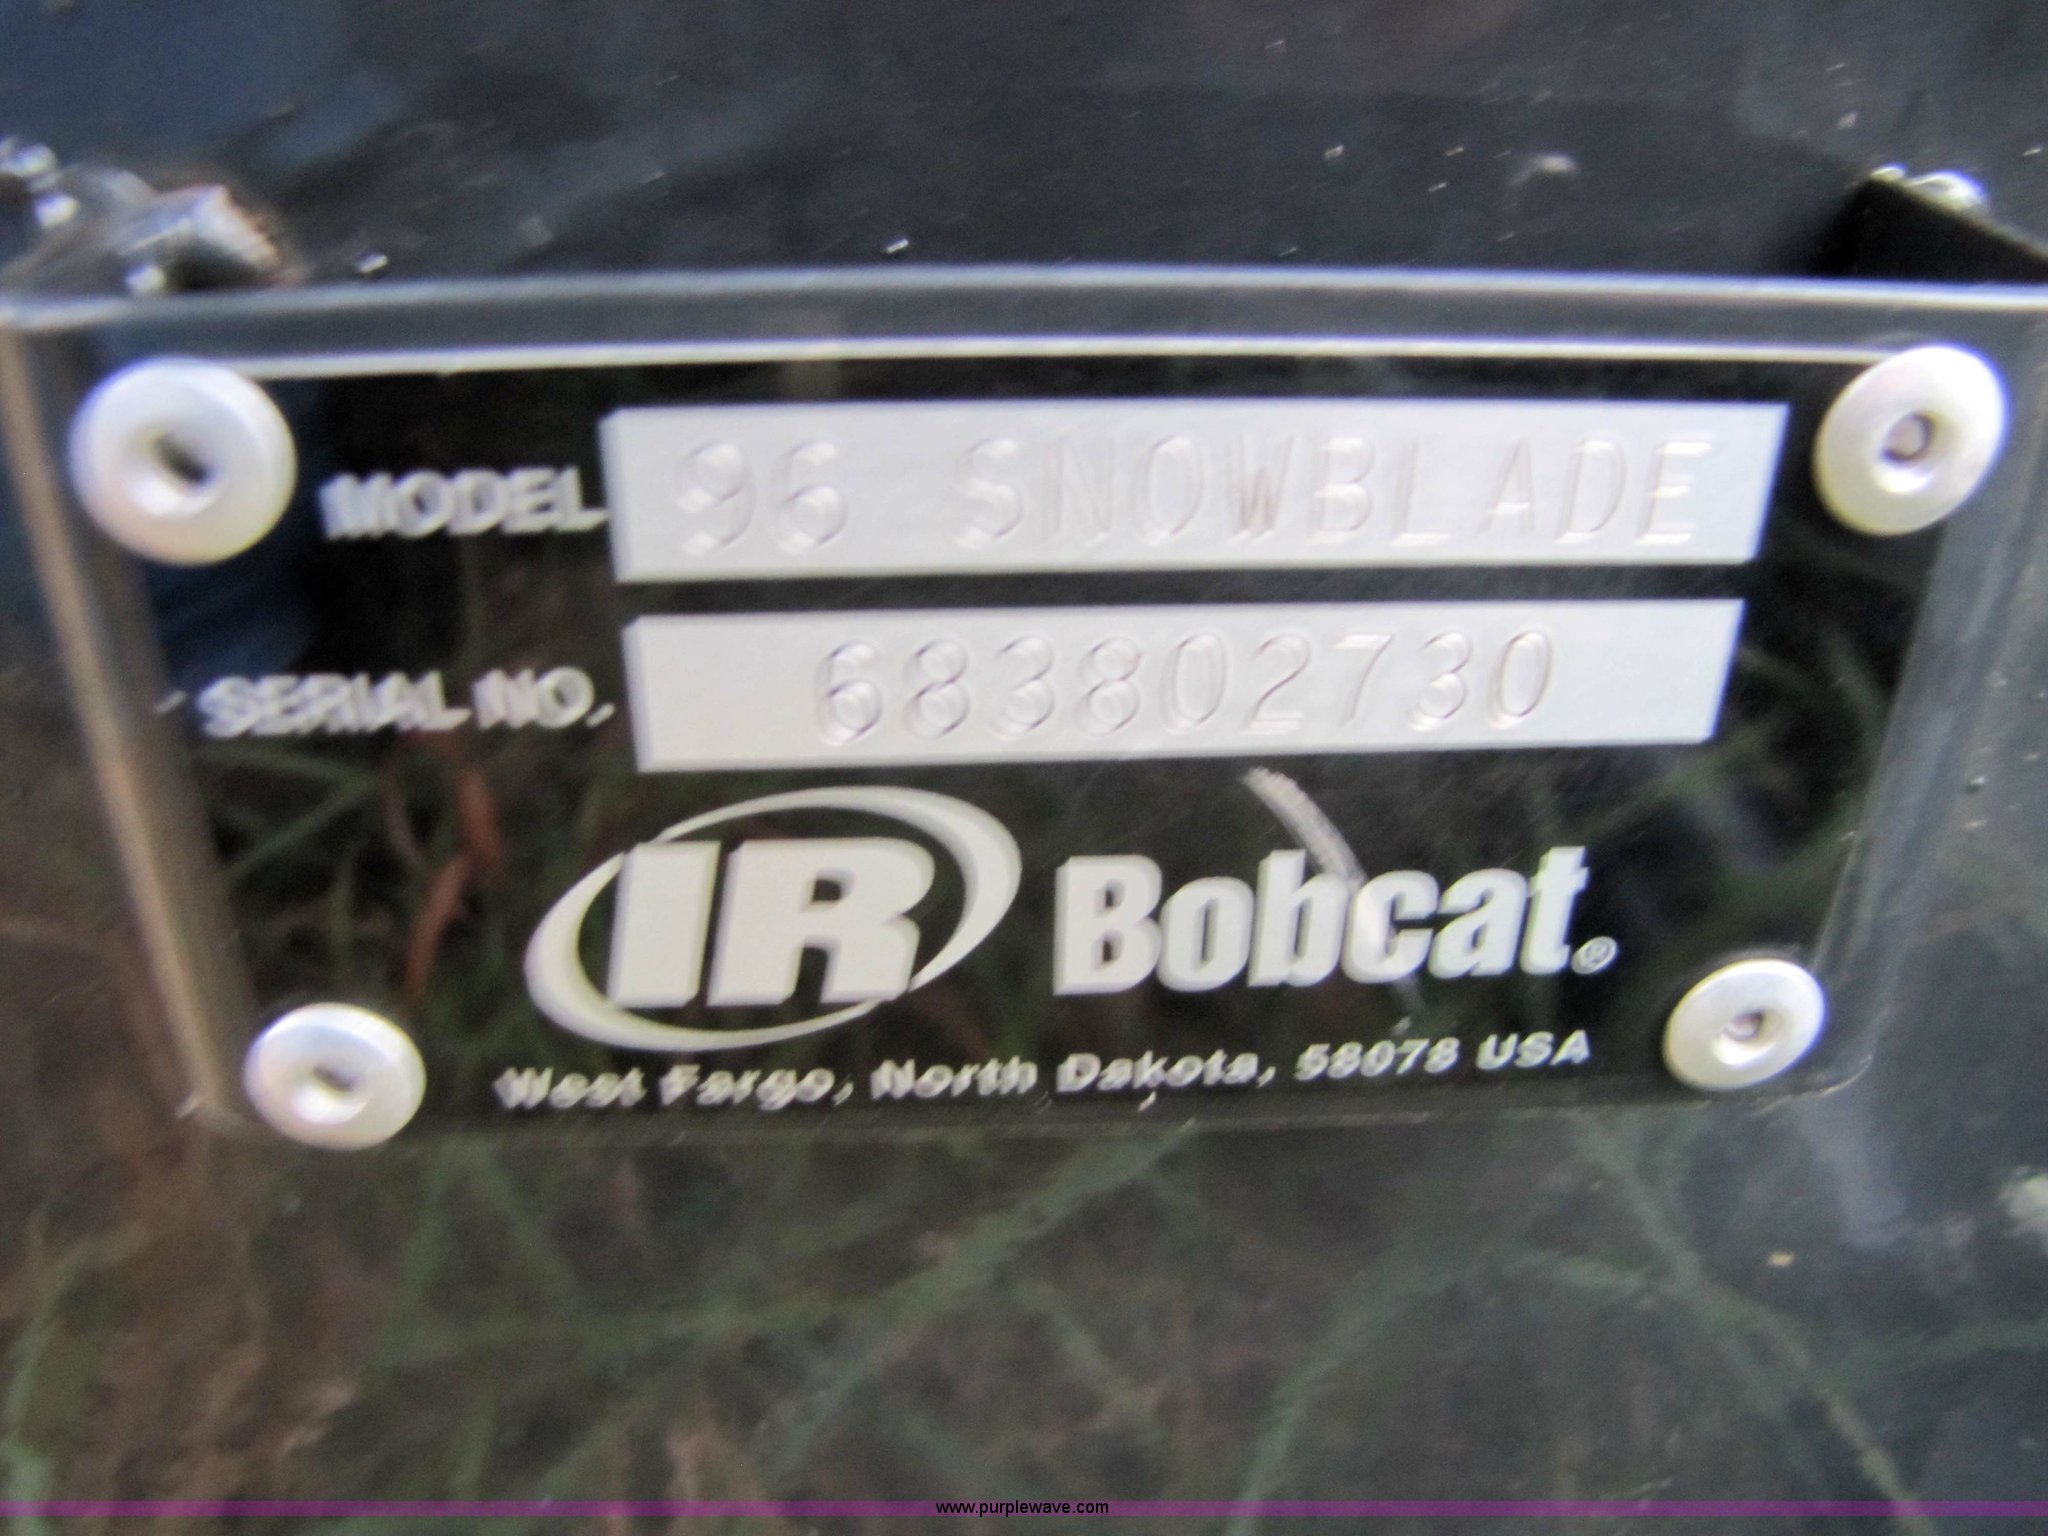 MODEL 96 SNOWBLADE
SERIAL NO. 683802730
IR Bobcat®
West Fargo, North Dakota, 58078 USA
www.purplewave.com